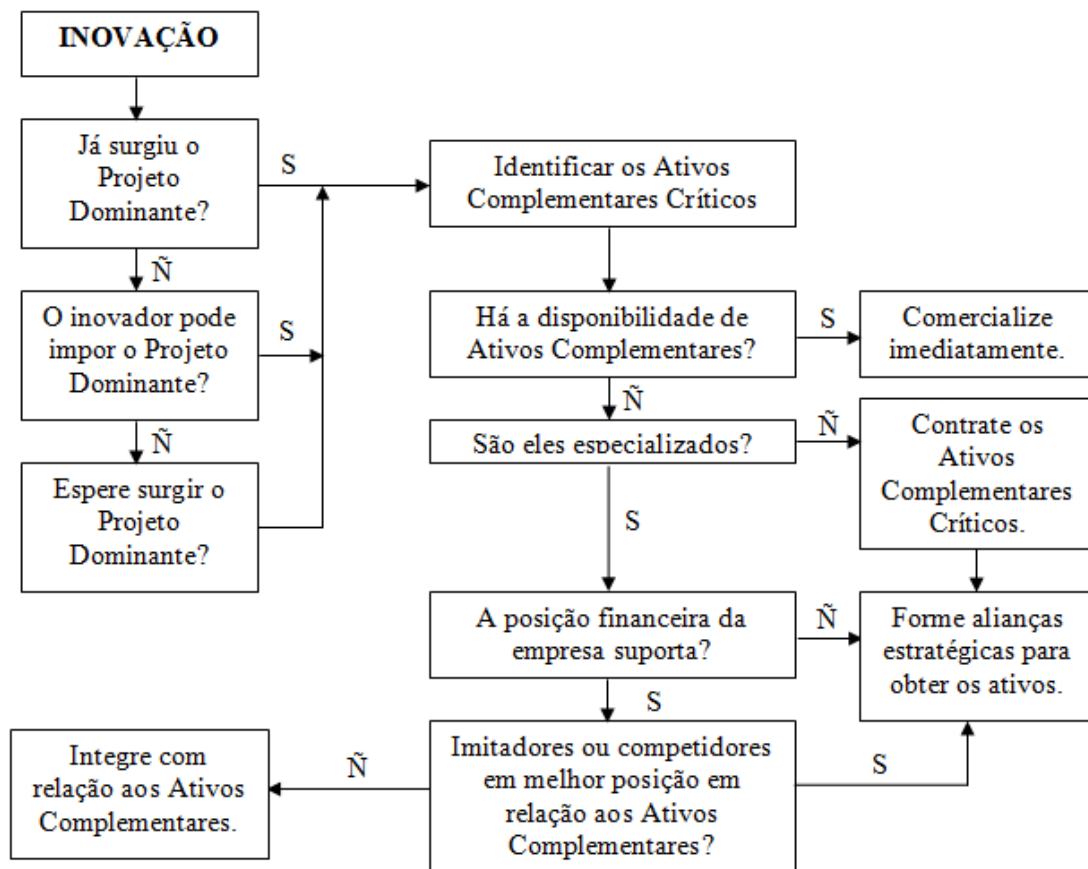 INOVAÇÃO
Já surgiu o
Projeto
Dominante?
S
Ñ
O inovador pode
impor o Projeto
Dominante?
S
Ñ
Espere surgir o
Projeto
Dominante?
Identificar os Ativos
Complementares Críticos
Há a disponibilidade de
Ativos Complementares?
S
Comercialize
imediatamente.
Ñ
São eles especializados?
Ñ
Contrate os
Ativos
Complementares
Críticos.
S
A posição financeira da
empresa suporta?
Ñ
Forme alianças
estratégicas para
obter os ativos.
S
Imitadores ou competidores
em melhor posição em
relação aos Ativos
Complementares?
S
Ñ
Integre com
relação aos Ativos
Complementares.